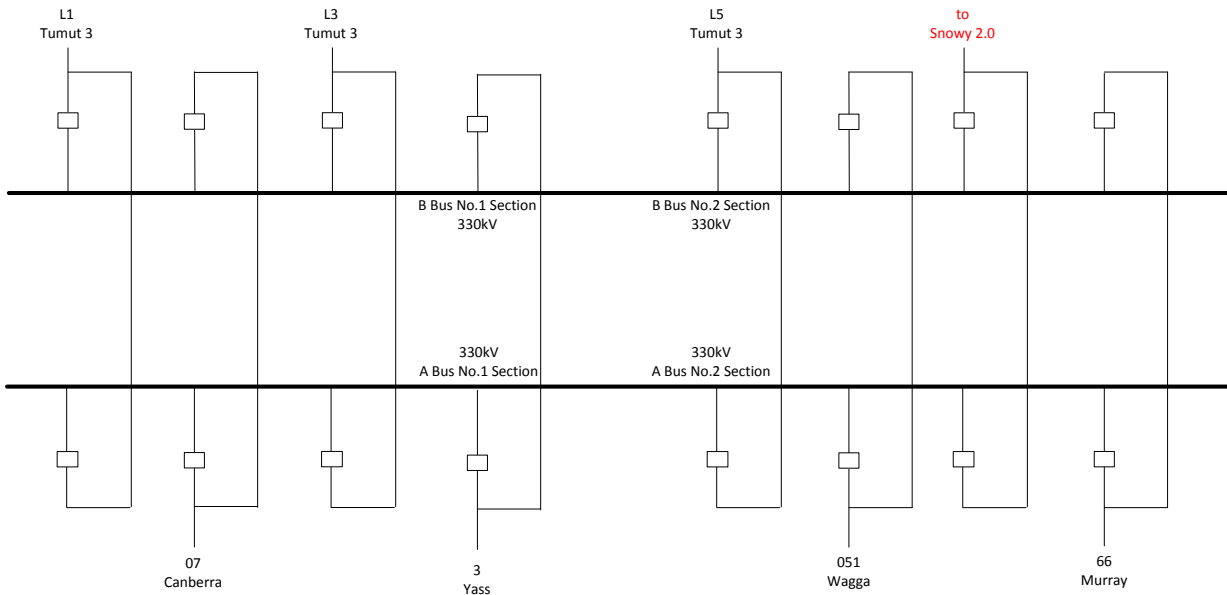 L1
Tumut 3
L3
Tumut 3
L5
Tumut 3
to
Snowy 2.0
B Bus No.1 Section
330kV
B Bus No.2 Section
330kV
330kV
A Bus No.1 Section
330kV
A Bus No.2 Section
07
Canberra
3
Yass
051
Wagga
66
Murray